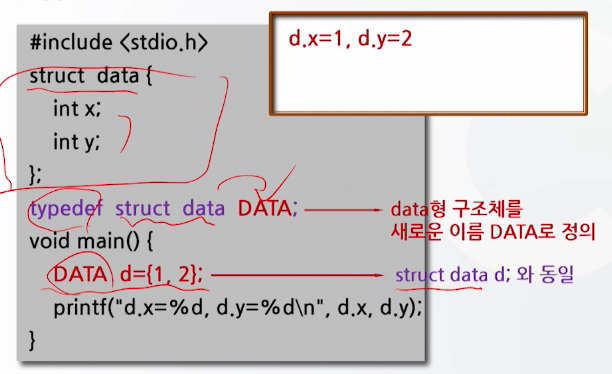 #include <stdio.h>
struct data {
int x;
int y;
};
typedef struct data DATA;
void main() {
DATA d={1, 2};
printf("d.x=%d, d.y=%d\n", d.x, d.y);
}
d.x=1, d.y=2
data형 구조체를
새로운 이름 DATA로 정의
struct data d; 와 동일